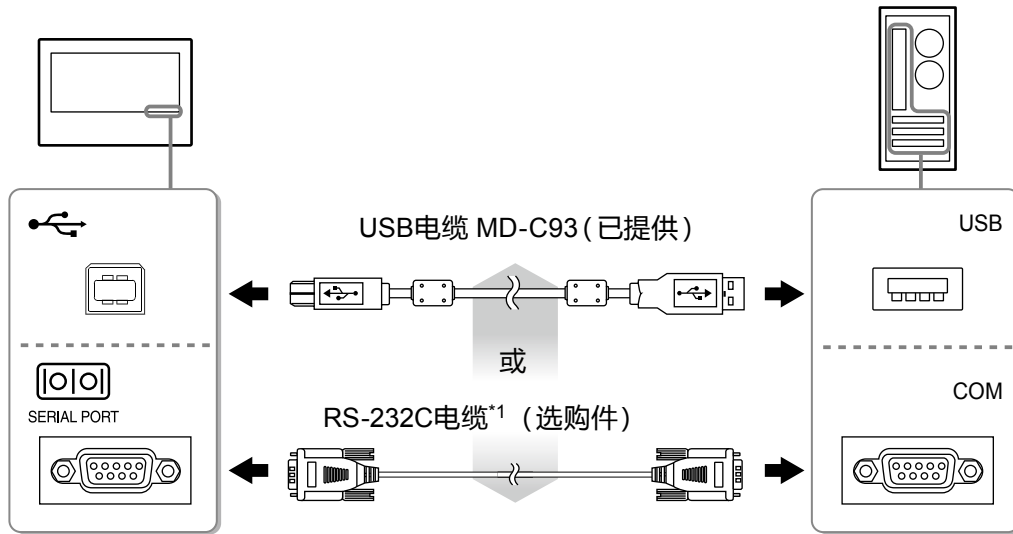 USB电缆 MD-C93 (已提供)
USB
或
COM
SERIAL PORT
RS-232C电缆*1 (选购件)